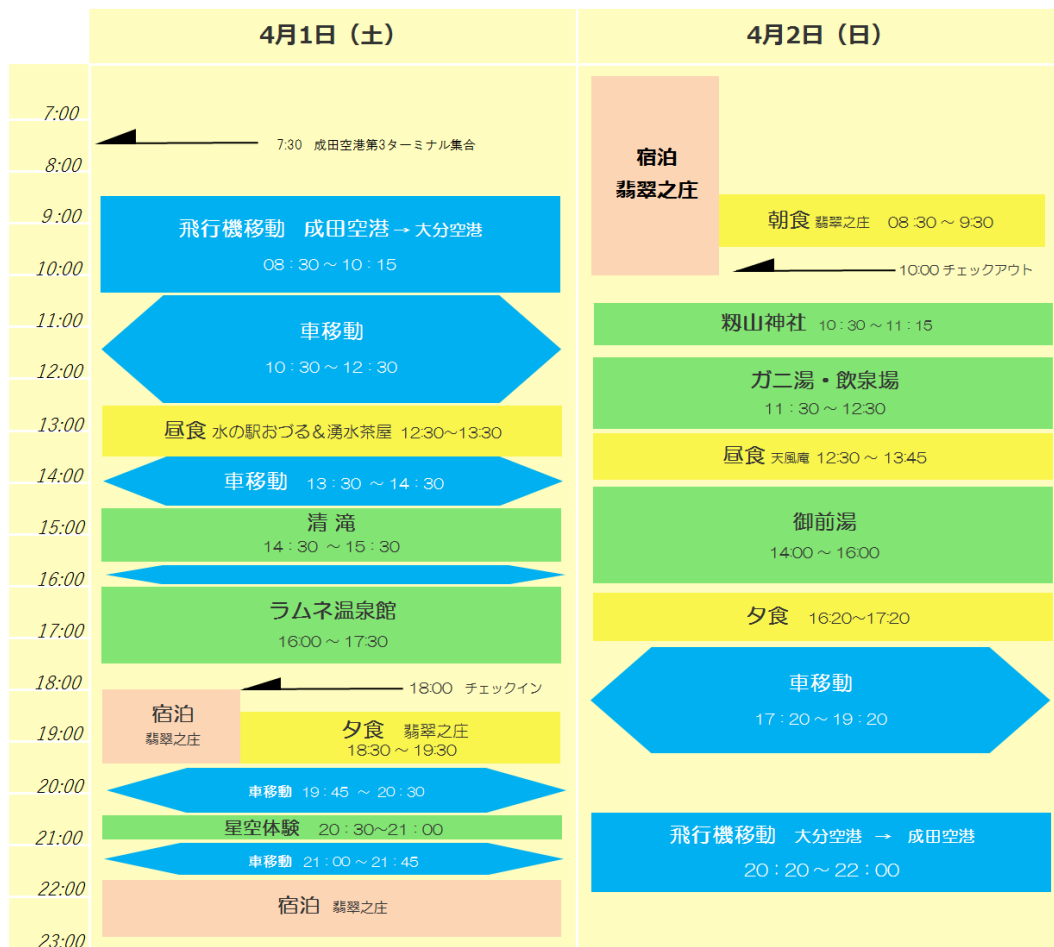 4月1日（土）
4月2日（日）
7:00
8:00
9:00
10:00
11:00
12:00
13:00
14:00
15:00
16:00
17:00
18:00
19:00
20:00
21:00
22:00
23:00
7:30 成田空港第3ターミナル集合
飛行機移動 成田空港→大分空港
08：30～10：15
車移動
10：30～12：30
昼食 水の駅おづる&湧水茶屋 12:30～13:30
車移動 13：30 ～ 14：30
清 滝
14：30 ～ 15：30
ラムネ温泉館
16:00 ～ 17:30
18:00 チェックイン
宿泊
翡翠之庄
夕食 翡翠之庄
18:30 ～ 19:30
車移動 19：45 ～ 20：30
星空体験 20：30～21：00
車移動 21：00 ～ 21：45
宿泊 翡翠之庄
宿泊
翡翠之庄
朝食 翡翠之庄 08:30 ～ 9:30
10:00 チェックアウト
籾山神社 10：30 ～ 11：15
ガニ湯・飲泉場
11：30 ～ 12:30
昼食 天風庵 12:30 ～ 13:45
御前湯
14:00 ～ 16:00
夕食 16:20～17:20
車移動
17：20 ～ 19：20
飛行機移動 大分空港 → 成田空港
20：20 ～ 22：00